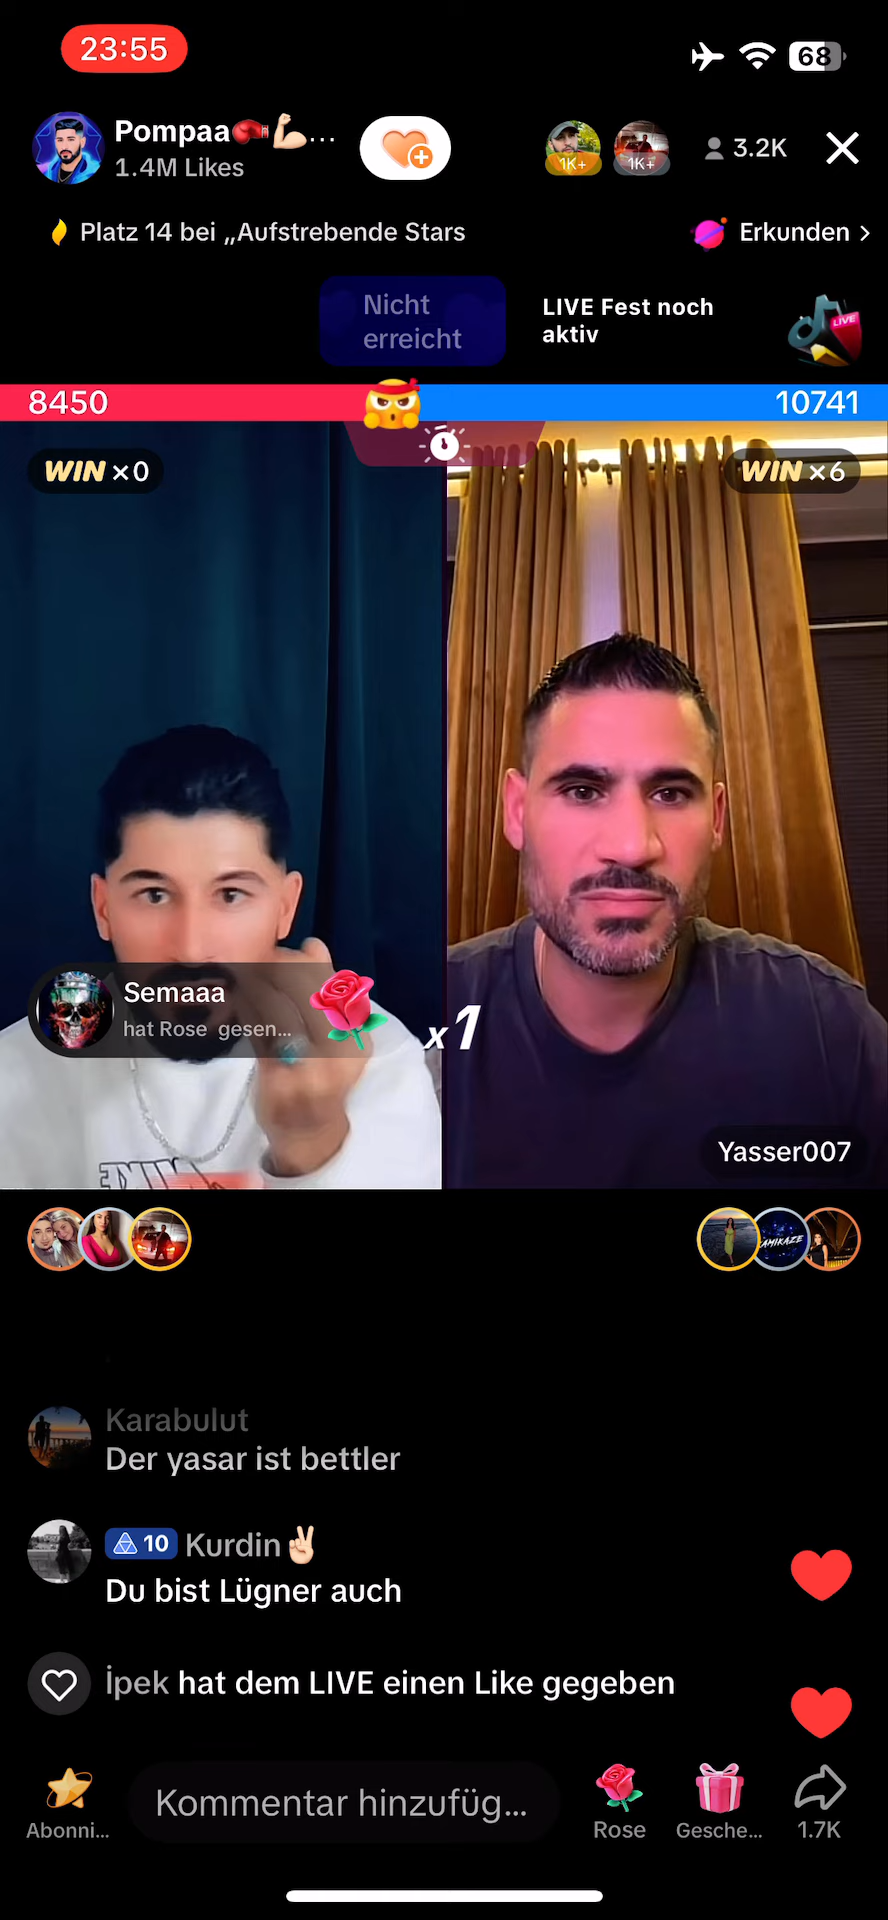 23:55
68
Pompaa🥊💪🏻...
1.4M Likes
1K+
1K+
3.2K
Platz 14 bei „Aufstrebende Stars
Erkunden >
Nicht
erreicht
LIVE Fest noch
aktiv
LIVE
8450
10741
WIN x0
WIN x6
Semaaa
hat Rose gesen...
x1
Yasser007
KAMIKAZE
Karabulut
Der yasar ist bettler
10 Kurdin✌🏻
Du bist Lügner auch
İpek hat dem LIVE einen Like gegeben
Kommentar hinzufüg...
Abonni...
Rose
Gesche...
1.7K